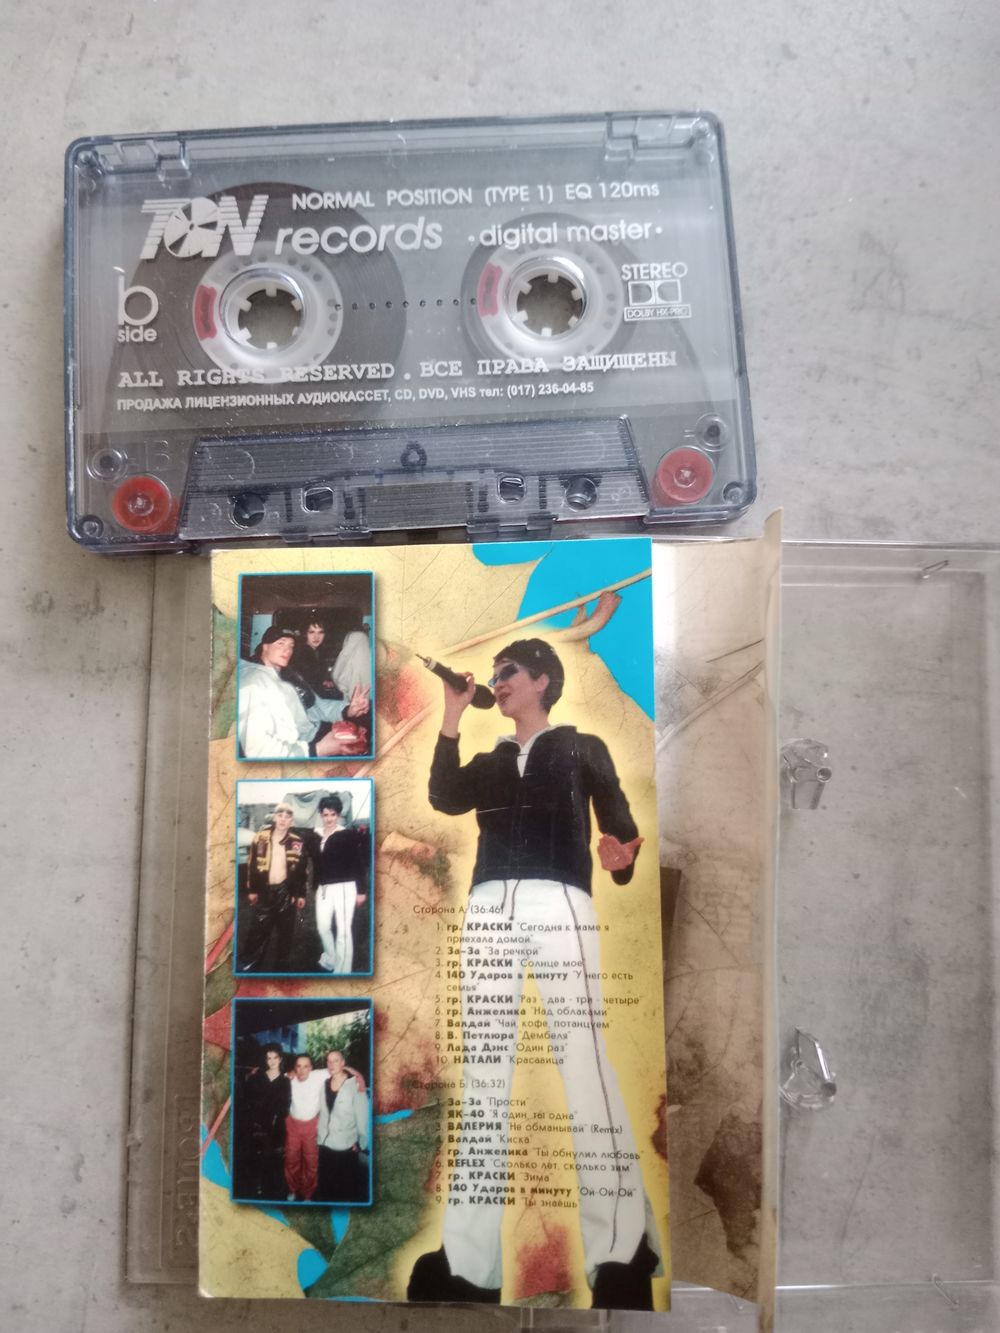 NORMAL POSITION (TYPE 1) EQ 120ms
TON records •digital master•
b
side
STEREO
DOLBY HX-PRO
ALL RIGHTS RESERVED . ВСЕ ПРАВА ЗАЩИЩЕНЫ
ПРОДАЖА ЛИЦЕНЗИОННЫХ АУДИОКАССЕТ, CD, DVD, VHS тел: (017) 236-04-85
Сторона А: (36:46)
1. гр. КРАСКИ "Сегодня к маме я
приехала домой"
2. За-За "За речкой"
3. гр. КРАСКИ "Солнце мое"
4. 140 Ударов в минуту "У него есть
семья"
5. гр. КРАСКИ "Раз - два - три - четыре"
6. гр. Анжелика "Над облаками"
7. Валдай "Чай, кофе, потанцуем"
8. В. Петлюра "Дембеля"
9. Лада Дэнс "Один раз"
10. НАТАЛИ "Красавица"
Сторона Б: (36:32)
1. За-За "Прости"
2. ЯК-40 "Я один, ты одна"
3. ВАЛЕРИЯ "Не обманывай" (Remix)
4. Валдай "Киска"
5. гр. Анжелика "Ты обнулил любовь"
6. REFLEX "Сколько лет, сколько зим"
7. гр. КРАСКИ "Зима"
8. 140 Ударов в минуту "Ой-Ой-Ой"
9. гр. КРАСКИ "Ты знаешь"